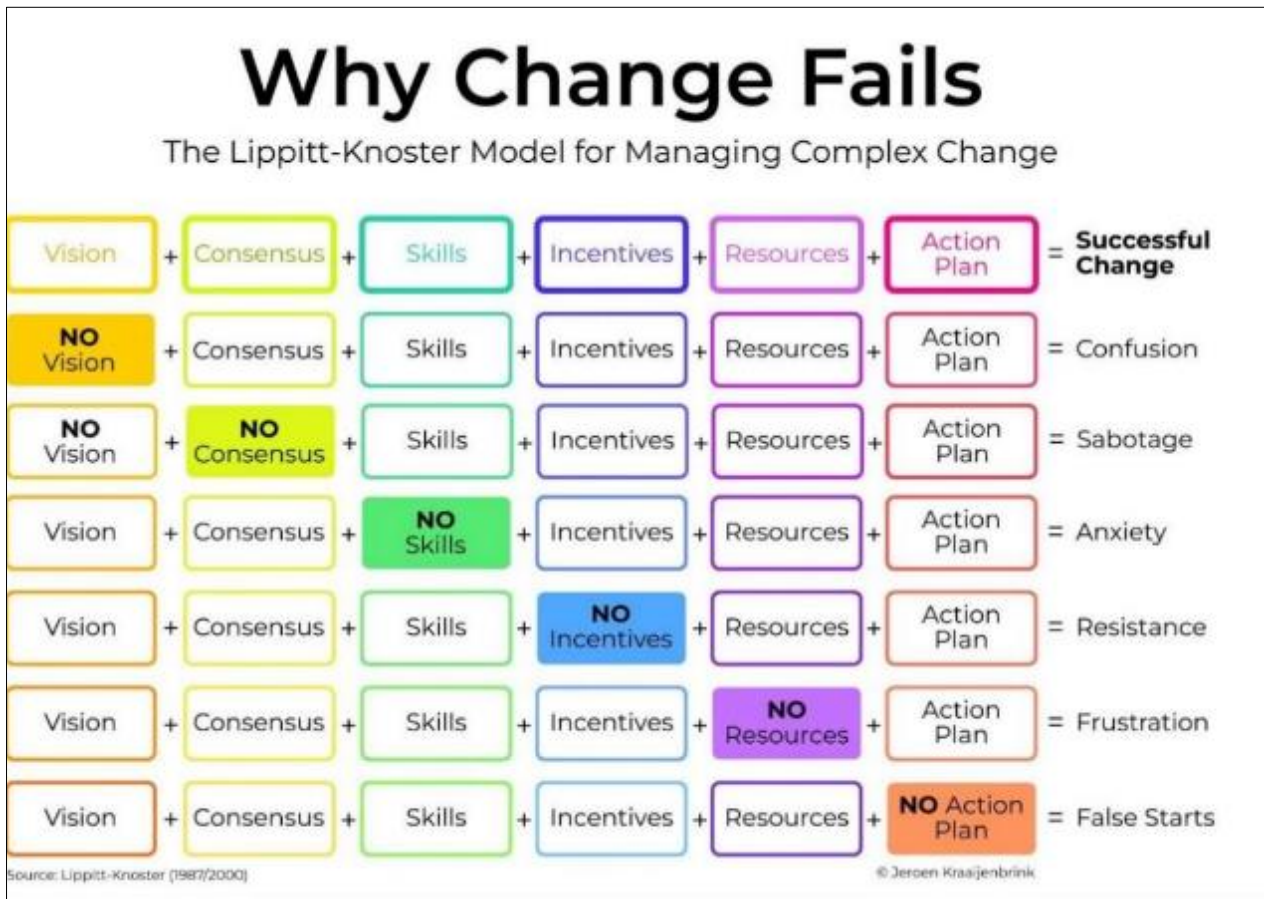 Why Change Fails
The Lippitt-Knoster Model for Managing Complex Change
Vision + Consensus + Skills + Incentives + Resources + Action Plan = Successful Change
NO Vision + Consensus + Skills + Incentives + Resources + Action Plan = Confusion
NO Vision + NO Consensus + Skills + Incentives + Resources + Action Plan = Sabotage
Vision + Consensus + NO Skills + Incentives + Resources + Action Plan = Anxiety
Vision + Consensus + Skills + NO Incentives + Resources + Action Plan = Resistance
Vision + Consensus + Skills + Incentives + NO Resources + Action Plan = Frustration
Vision + Consensus + Skills + Incentives + Resources + NO Action Plan = False Starts
Source: Lippitt-Knoster (1987/2000)
© Jeroen Kraaijenbrink